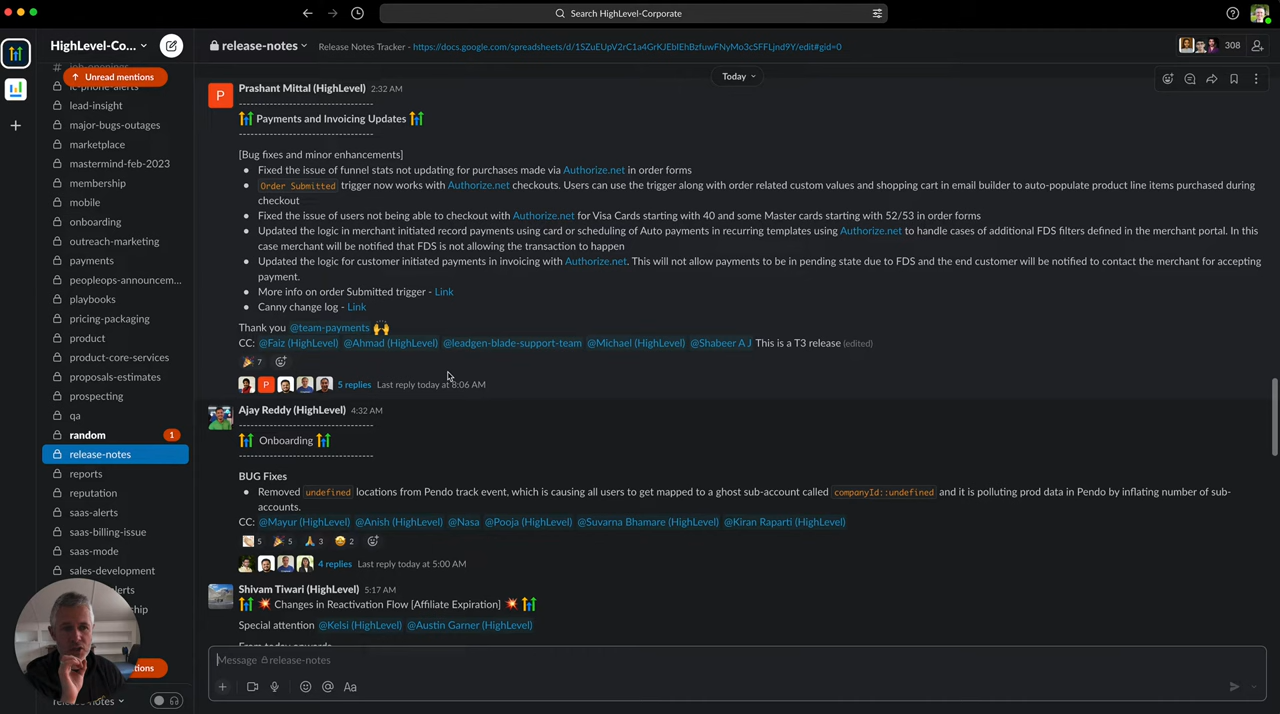 Search HighLevel-Corporate
HighLevel-Co...
Unread mentions
job-openings
lc-phone-alerts
lead-insight
major-bugs-outages
marketplace
mastermind-feb-2023
membership
mobile
onboarding
outreach-marketing
payments
peopleops-announcem...
playbooks
pricing-packaging
product
product-core-services
proposals-estimates
prospecting
qa
random 1
release-notes
reports
reputation
saas-alerts
saas-billing-issue
saas-mode
sales-development
release-notes
release-notes
Release Notes Tracker - https://docs.google.com/spreadsheets/d/1SZuEUpV2rC1a4GrKJEbIEhBzfuwFNyMo3cSFFLjnd9Y/edit#gid=0
308
Today
P
Prashant Mittal (HighLevel) 2:32 AM
-----------------------------------
Payments and Invoicing Updates
-----------------------------------
[Bug fixes and minor enhancements]
• Fixed the issue of funnel stats not updating for purchases made via Authorize.net in order forms
• Order Submitted trigger now works with Authorize.net checkouts. Users can use the trigger along with order related custom values and shopping cart in email builder to auto-populate product line items purchased during
checkout
• Fixed the issue of users not being able to checkout with Authorize.net for Visa Cards starting with 40 and some Master cards starting with 52/53 in order forms
• Updated the logic in merchant initiated record payments using card or scheduling of Auto payments in recurring templates using Authorize.net to handle cases of additional FDS filters defined in the merchant portal. In this
case merchant will be notified that FDS is not allowing the transaction to happen
• Updated the logic for customer initiated payments in invoicing with Authorize.net. This will not allow payments to be in pending state due to FDS and the end customer will be notified to contact the merchant for accepting
payment.
• More info on order Submitted trigger - Link
• Canny change log - Link
Thank you @team-payments
CC: @Faiz (HighLevel) @Ahmad (HighLevel) @leadgen-blade-support-team @Michael (HighLevel) @Shabeer A J This is a T3 release (edited)
7
P
5 replies Last reply today at 8:06 AM
Ajay Reddy (HighLevel) 4:32 AM
-----------------------------------
Onboarding
-----------------------------------
BUG Fixes
• Removed undefined locations from Pendo track event, which is causing all users to get mapped to a ghost sub-account called companyId::undefined and it is polluting prod data in Pendo by inflating number of sub-
accounts.
CC: @Mayur (HighLevel) @Anish (HighLevel) @Nasa @Pooja (HighLevel) @Suvarna Bhamare (HighLevel) @Kiran Raparti (HighLevel)
5 5 3 2
4 replies Last reply today at 5:00 AM
Shivam Tiwari (HighLevel) 5:17 AM
Changes in Reactivation Flow [Affiliate Expiration]
Special attention @Kelsi (HighLevel) @Austin Garner (HighLevel)
From today onwards
Message release-notes
Aa